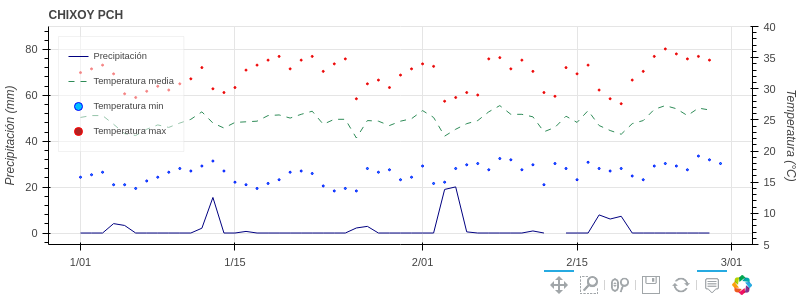 CHIXOY PCH
Precipitación (mm)
80
60
40
20
0
Precipitación
Temperatura media
Temperatura min
Temperatura max
40
35
30
25
20
15
10
5
Temperatura (°C)
1/01
1/15
2/01
2/15
3/01